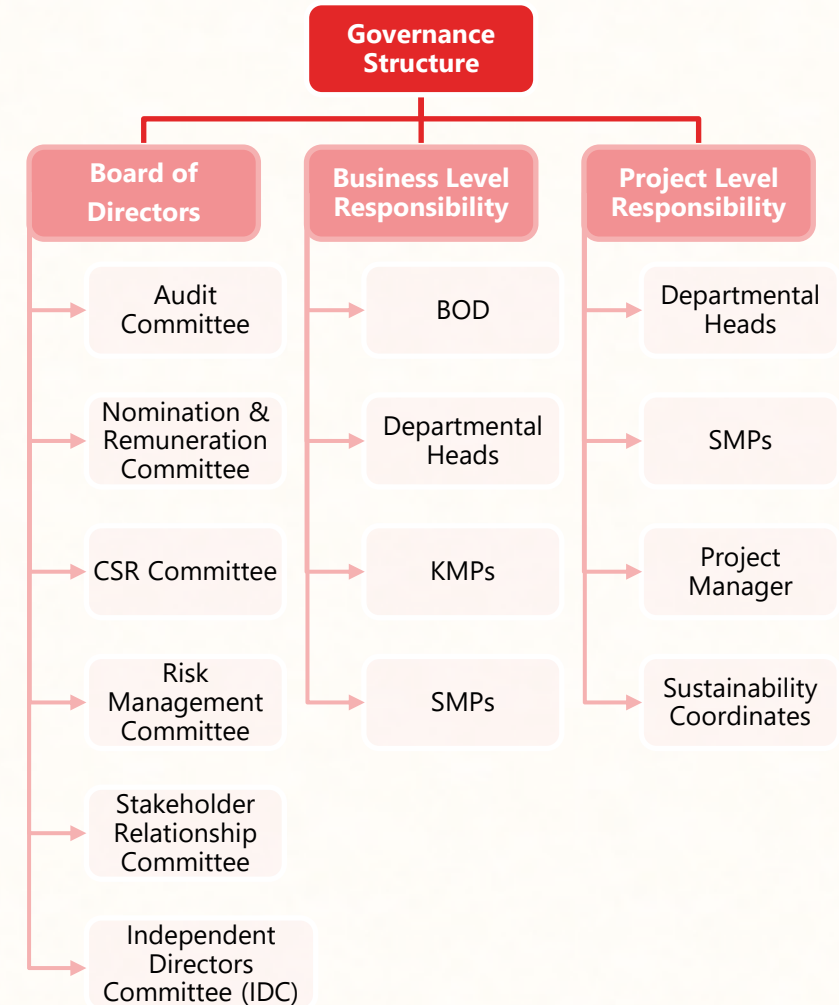 Governance
Structure
Board of
Directors
Audit
Committee
Nomination &
Remuneration
Committee
CSR Committee
Risk
Management
Committee
Stakeholder
Relationship
Committee
Independent
Directors
Committee (IDC)
Business Level
Responsibility
BOD
Departmental
Heads
KMPs
SMPs
Project Level
Responsibility
Departmental
Heads
SMPs
Project
Manager
Sustainability
Coordinates